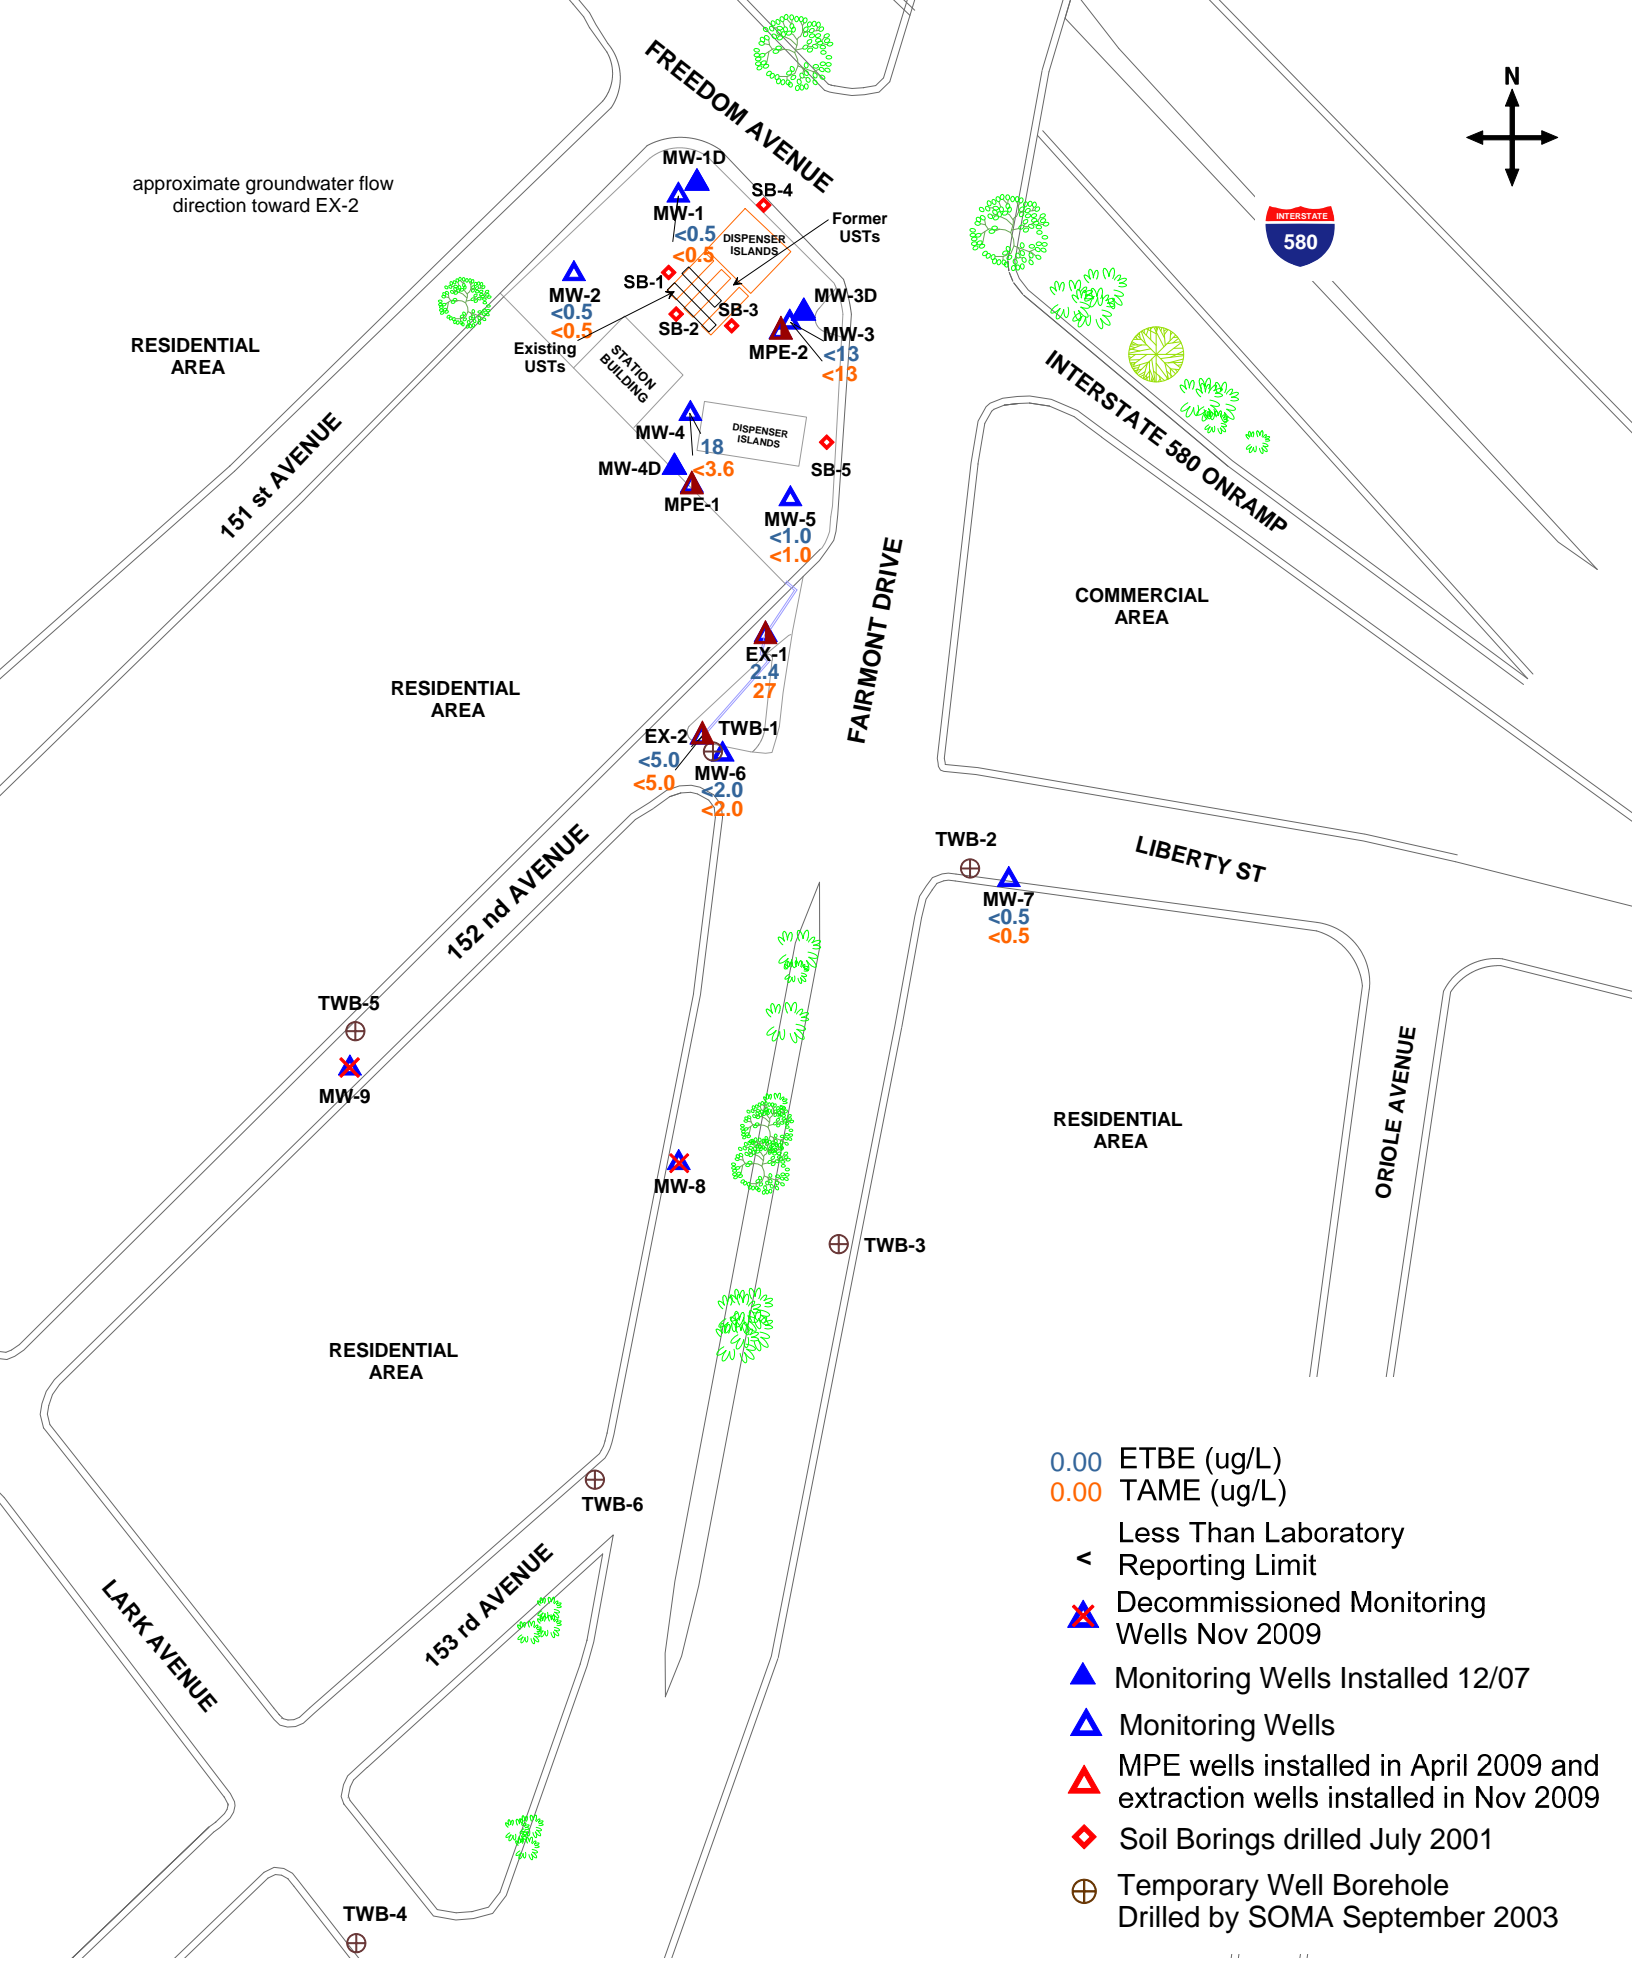 FREEDOM AVENUE
N
MW-1D
approximate groundwater flow
direction toward EX-2
SB-4
MW-1
<0.5
<0.5
Former
USTs
DISPENSER
ISLANDS
INTERSTATE
580
SB-1
MW-2
<0.5
<0.5
MW-3D
SB-3
SB-2
MW-3
<13
<13
MPE-2
Existing
USTs
RESIDENTIAL
AREA
STATION
BUILDING
INTERSTATE 580 ONRAMP
MW-4
18
<3.6
DISPENSER
ISLANDS
MW-4D
MPE-1
SB-5
151 st AVENUE
MW-5
<1.0
<1.0
FAIRMONT DRIVE
COMMERCIAL
AREA
EX-1
2.4
27
RESIDENTIAL
AREA
EX-2
<5.0
<5.0
TWB-1
MW-6
<2.0
<2.0
152 nd AVENUE
TWB-2
LIBERTY ST
MW-7
<0.5
<0.5
TWB-5
MW-9
ORIOLE AVENUE
RESIDENTIAL
AREA
MW-8
TWB-3
RESIDENTIAL
AREA
TWB-6
153 rd AVENUE
LARK AVENUE
TWB-4
0.00 ETBE (ug/L)
0.00 TAME (ug/L)
< Less Than Laboratory
Reporting Limit
Decommissioned Monitoring
Wells Nov 2009
Monitoring Wells Installed 12/07
Monitoring Wells
MPE wells installed in April 2009 and
extraction wells installed in Nov 2009
Soil Borings drilled July 2001
Temporary Well Borehole
Drilled by SOMA September 2003